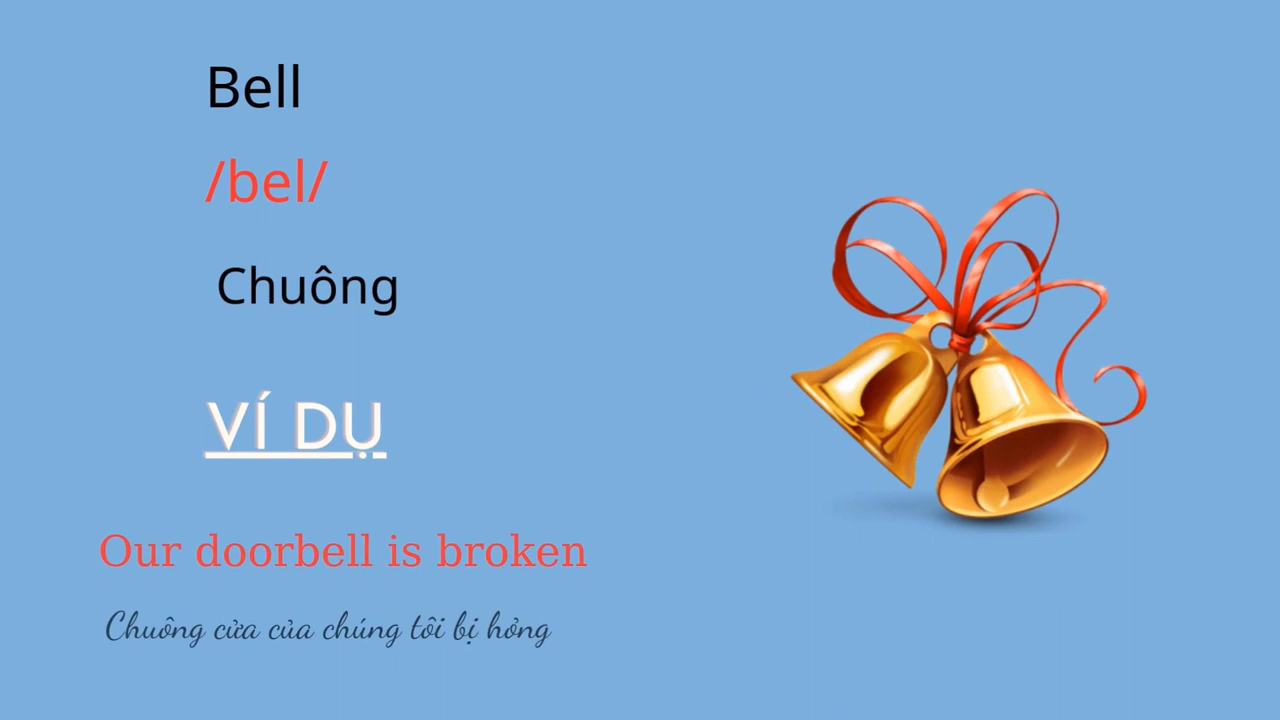 Bell
/bel/
Chuông
VÍ DỤ
Our doorbell is broken
Chuông cửa của chúng tôi bị hỏng